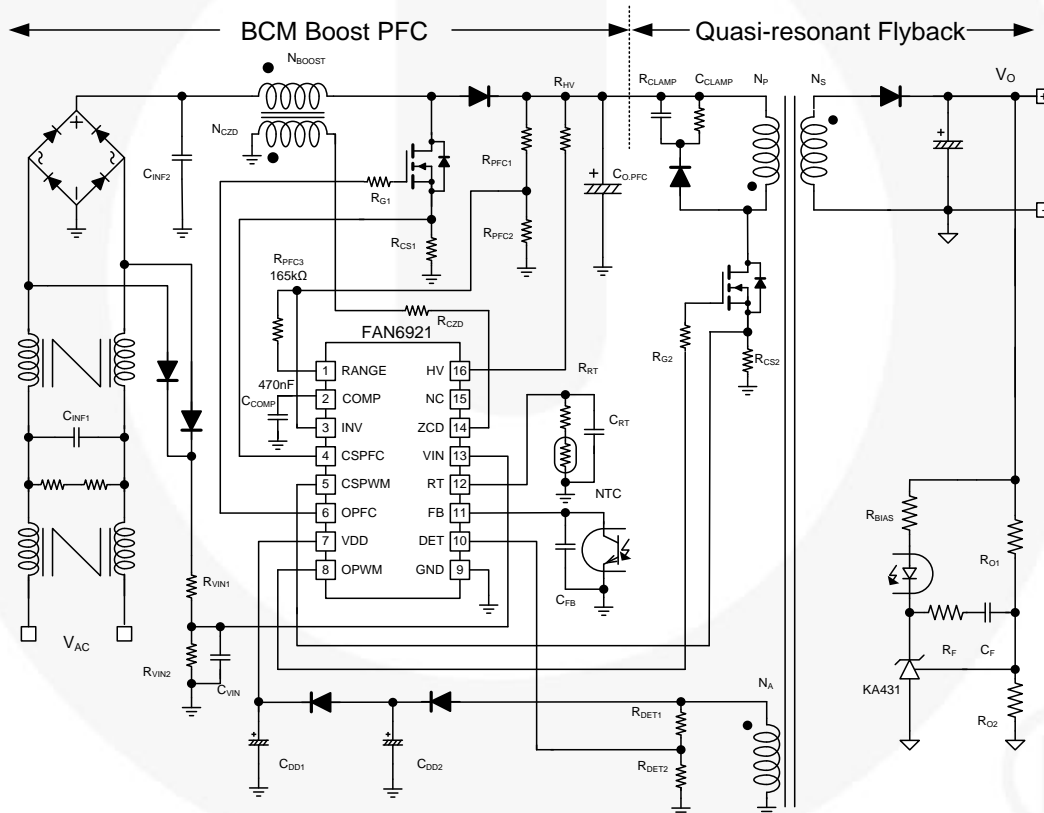 BCM Boost PFC
Quasi-resonant Flyback
NBOOST
RHV
RCLAMP
CCLAMP
NP
NS
VO
+
-
NCZD
CINF2
RPFC1
CO.PFC
RG1
RPFC2
RCS1
RPFC3
165kΩ
RCZD
FAN6921
RG2
RCS2
RRT
1 RANGE
HV 16
470nF
CCOMP
2 COMP
NC 15
3 INV
ZCD 14
CRT
CINF1
4 CSPFC
VIN 13
5 CSPWM
RT 12
NTC
6 OPFC
FB 11
7 VDD
DET 10
8 OPWM
GND 9
CFB
RBIAS
RO1
RVIN1
VAC
RVIN2
CVIN
RF
CF
KA431
NA
RDET1
RO2
CDD1
CDD2
RDET2